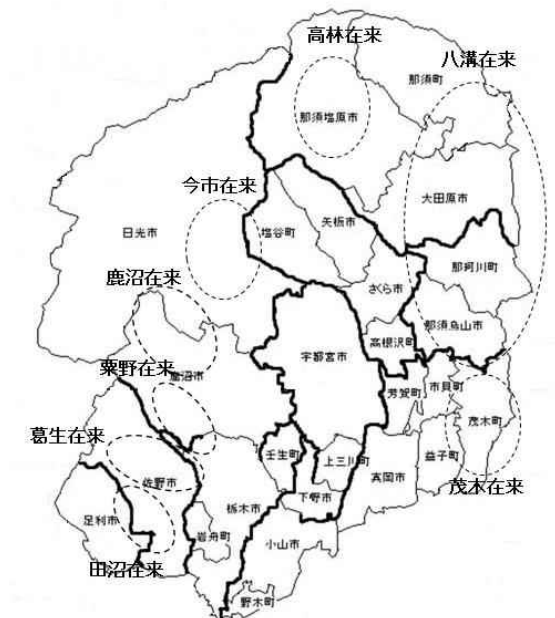 高林在来
八溝在来
那須町
那須塩原市
今市在来
大田原市
矢板市
塩谷町
日光市
那珂川町
鹿沼在来
さくら市
那須烏山市
高根沢町
宇都宮市
粟野在来
鹿沼市
芳賀町
市貝町
茂木町
葛生在来
壬生町
上三川町
益子町
佐野市
真岡市
茂木在来
下野市
栃木市
足利市
岩舟町
小山市
田沼在来
野木町